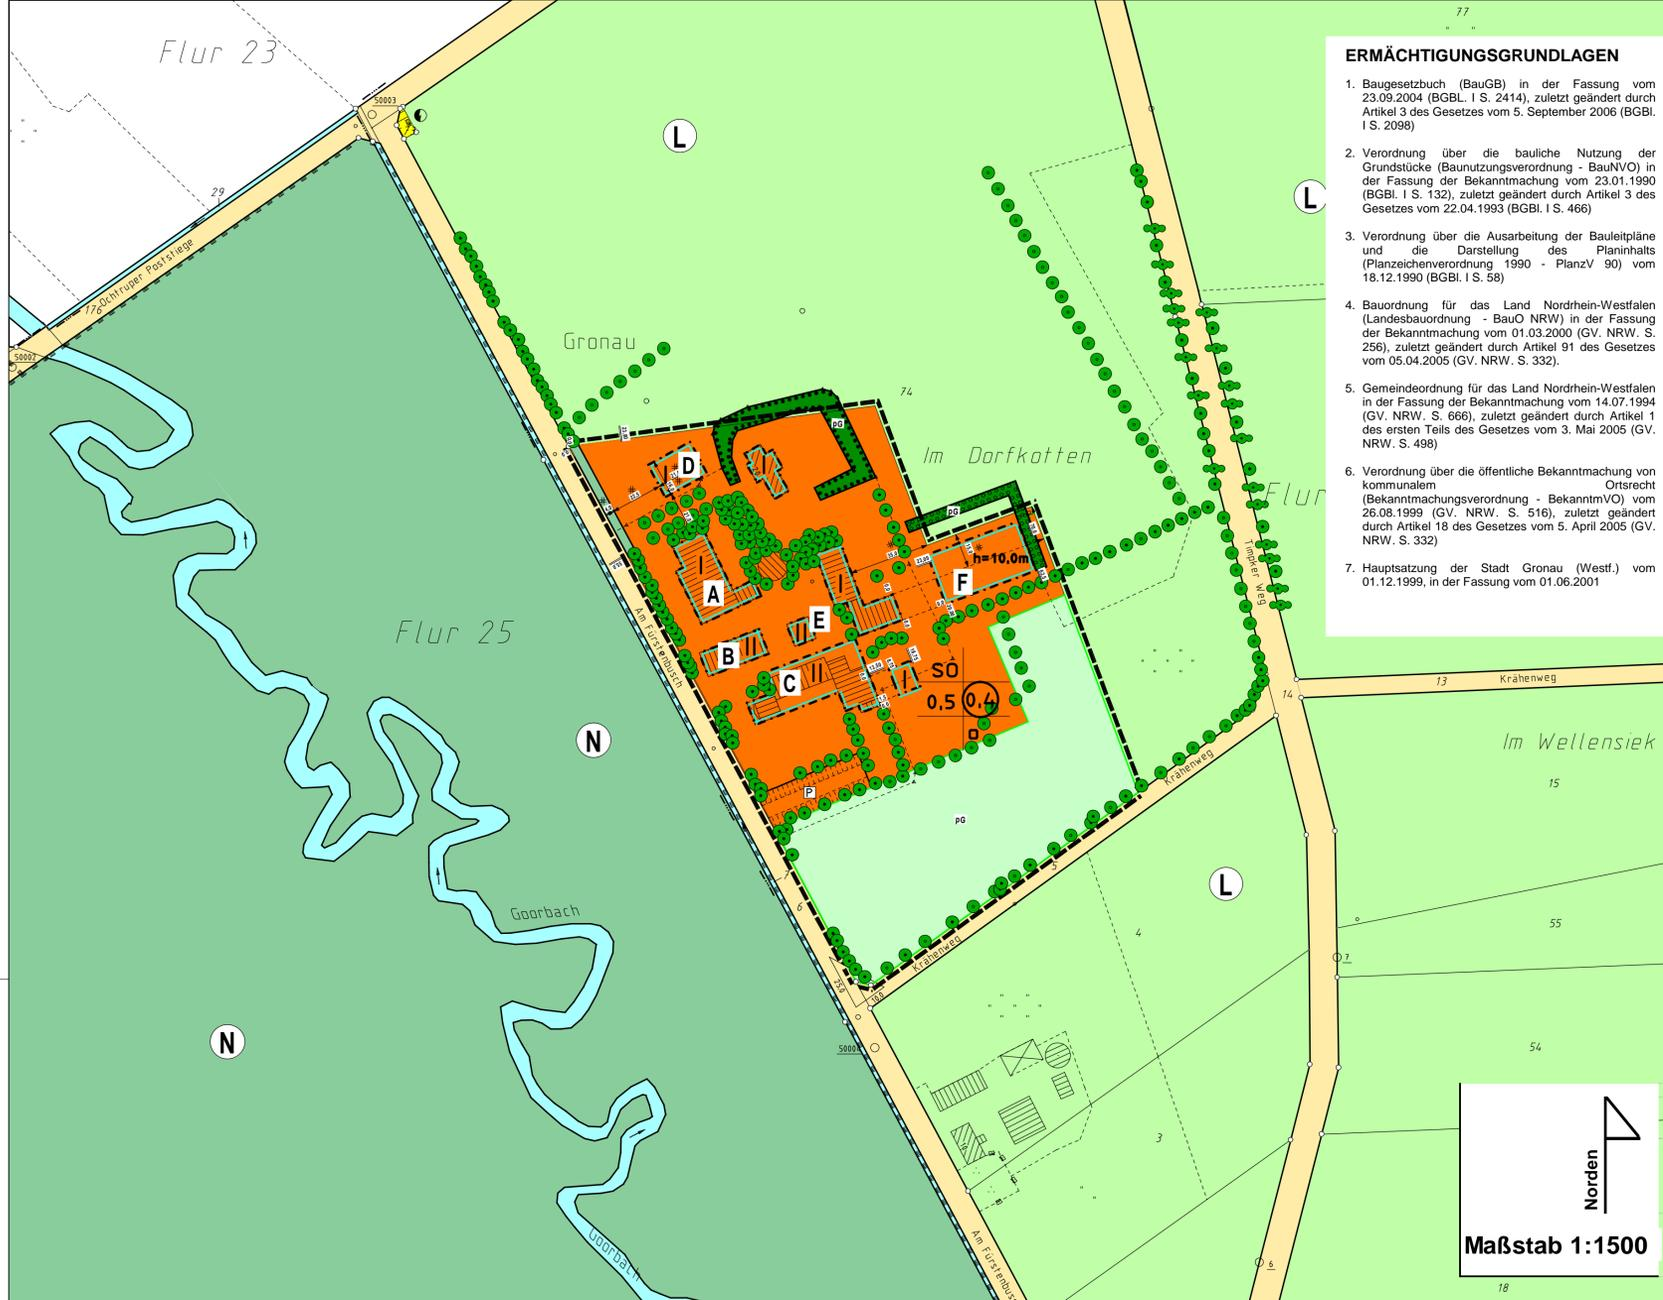 Flur 23
77
50003
29
176
Ochtruper Poststiege
50002
L
L
Gronau
74
Im Dorfkotten
Flur
Timpker Weg
pG
pG
D
A
B
C
E
F
I
I
I
I
I
II
II
II
h=10.0m
SO
0,5
0,4
o
P
pG
Am Fürstenbusch
Flur 25
N
N
Goorbach
Goorbach
Krähenweg
Krähenweg
Krähenweg
13
14
Im Wellensiek
15
L
55
54
7
7
6
5
4
3
25,0
10,0
6
18
ERMÄCHTIGUNGSGRUNDLAGEN
1. Baugesetzbuch (BauGB) in der Fassung vom
23.09.2004 (BGBL. I S. 2414), zuletzt geändert durch
Artikel 3 des Gesetzes vom 5. September 2006 (BGBl.
I S. 2098)
2. Verordnung über die bauliche Nutzung der
Grundstücke (Baunutzungsverordnung - BauNVO) in
der Fassung der Bekanntmachung vom 23.01.1990
(BGBl. I S. 132), zuletzt geändert durch Artikel 3 des
Gesetzes vom 22.04.1993 (BGBl. I S. 466)
3. Verordnung über die Ausarbeitung der Bauleitpläne
und die Darstellung des Planinhalts
(Planzeichenverordnung 1990 - PlanzV 90) vom
18.12.1990 (BGBl. I S. 58)
4. Bauordnung für das Land Nordrhein-Westfalen
(Landesbauordnung - BauO NRW) in der Fassung
der Bekanntmachung vom 01.03.2000 (GV. NRW. S.
256), zuletzt geändert durch Artikel 91 des Gesetzes
vom 05.04.2005 (GV. NRW. S. 332).
5. Gemeindeordnung für das Land Nordrhein-Westfalen
in der Fassung der Bekanntmachung vom 14.07.1994
(GV. NRW. S. 666), zuletzt geändert durch Artikel 1
des ersten Teils des Gesetzes vom 3. Mai 2005 (GV.
NRW. S. 498)
6. Verordnung über die öffentliche Bekanntmachung von
kommunalem Ortsrecht
(Bekanntmachungsverordnung - BekanntmVO) vom
26.08.1999 (GV. NRW. S. 516), zuletzt geändert
durch Artikel 18 des Gesetzes vom 5. April 2005 (GV.
NRW. S. 332)
7. Hauptsatzung der Stadt Gronau (Westf.) vom
01.12.1999, in der Fassung vom 01.06.2001
Norden
Maßstab 1:1500